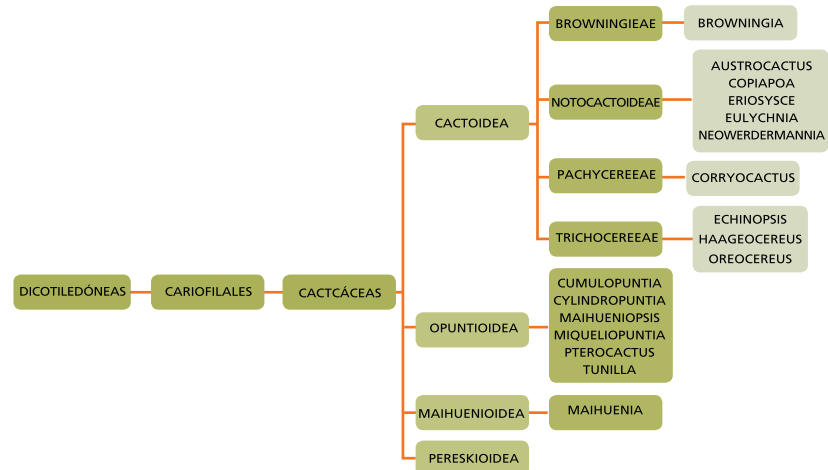 DICOTILEDÓNEAS
CARIOFILALES
CACTCÁCEAS
CACTOIDEA
BROWNINGIEAE
BROWNINGIA
NOTOCACTOIDEAE
AUSTROCACTUS
COPIAPOA
ERIOSYSCE
EULYCHNIA
NEOWERDERMANNIA
PACHYCEREEAE
CORRYOCACTUS
TRICHOCEREEAE
ECHINOPSIS
HAAGEOCEREUS
OREOCEREUS
OPUNTIOIDEA
CUMULOPUNTIA
CYLINDROPUNTIA
MAIHUENIOPSIS
MIQUELIOPUNTIA
PTEROCACTUS
TUNILLA
MAIHUENIOIDEA
MAIHUENIA
PERESKIOIDEA